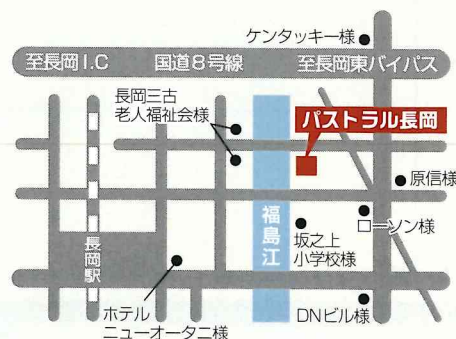 ケンタッキー様
至長岡I.C
国道8号線
至長岡東バイパス
長岡三古
老人福祉会様
パストラル長岡
原信様
福島江
ローソン様
坂之上
小学校様
長岡駅
ホテル
ニューオータニ様
DNビル様